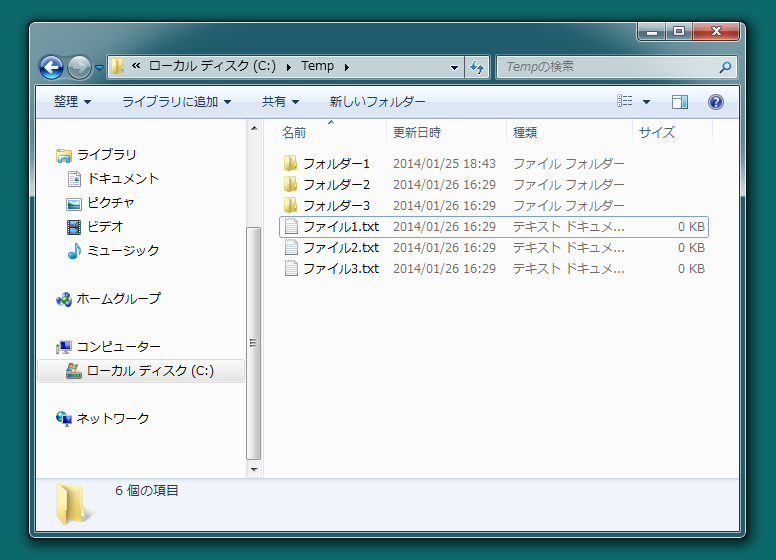 « ローカル ディスク (C:) ▸ Temp ▸
Tempの検索
整理 ライブラリに追加 共有 新しいフォルダー
ライブラリ
ドキュメント
ピクチャ
ビデオ
ミュージック
ホームグループ
コンピューター
ローカル ディスク (C:)
ネットワーク
名前 更新日時 種類 サイズ
フォルダー1 2014/01/25 18:43 ファイル フォルダー
フォルダー2 2014/01/26 16:29 ファイル フォルダー
フォルダー3 2014/01/26 16:29 ファイル フォルダー
ファイル1.txt 2014/01/26 16:29 テキスト ドキュメ... 0 KB
ファイル2.txt 2014/01/26 16:29 テキスト ドキュメ... 0 KB
ファイル3.txt 2014/01/26 16:29 テキスト ドキュメ... 0 KB
6 個の項目